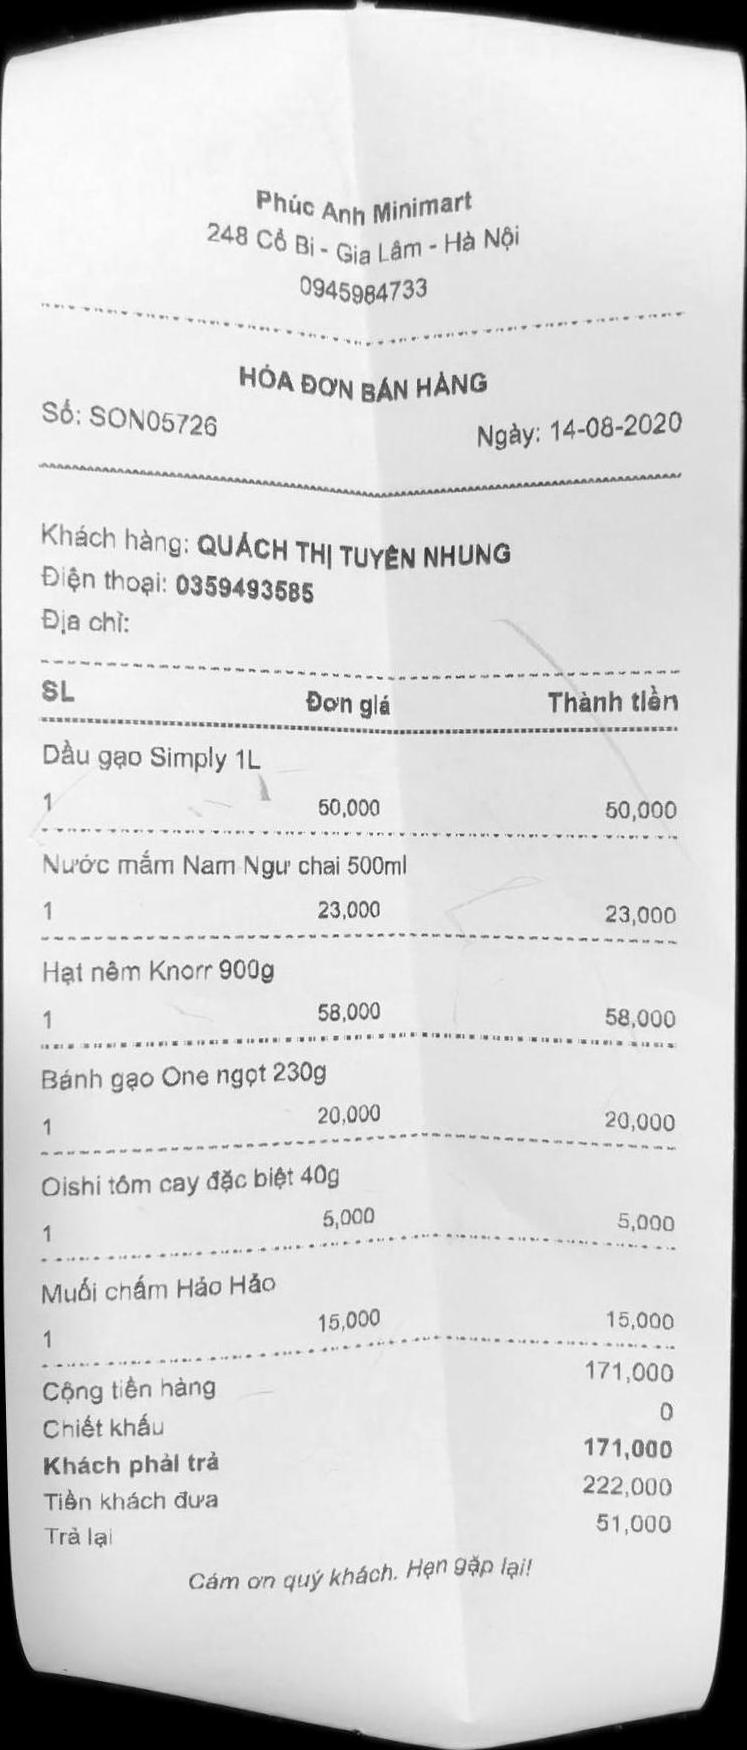 Phúc Anh Minimart
248 Cổ Bi - Gia Lâm - Hà Nội
0945984733
HÓA ĐƠN BÁN HÀNG
Số: SON05726 Ngày: 14-08-2020
Khách hàng: QUÁCH THỊ TUYÊN NHUNG
Điện thoại: 0359493585
Địa chỉ:
SL Đơn giá Thành tiền
Dầu gạo Simply 1L
1 50,000 50,000
Nước mắm Nam Ngư chai 500ml
1 23,000 23,000
Hạt nêm Knorr 900g
1 58,000 58,000
Bánh gạo One ngọt 230g
1 20,000 20,000
Oishi tôm cay đặc biệt 40g
1 5,000 5,000
Muối chấm Hảo Hảo
1 15,000 15,000
Cộng tiền hàng 171,000
Chiết khấu 0
Khách phải trả 171,000
Tiền khách đưa 222,000
Trả lại 51,000
Cám ơn quý khách. Hẹn gặp lại!